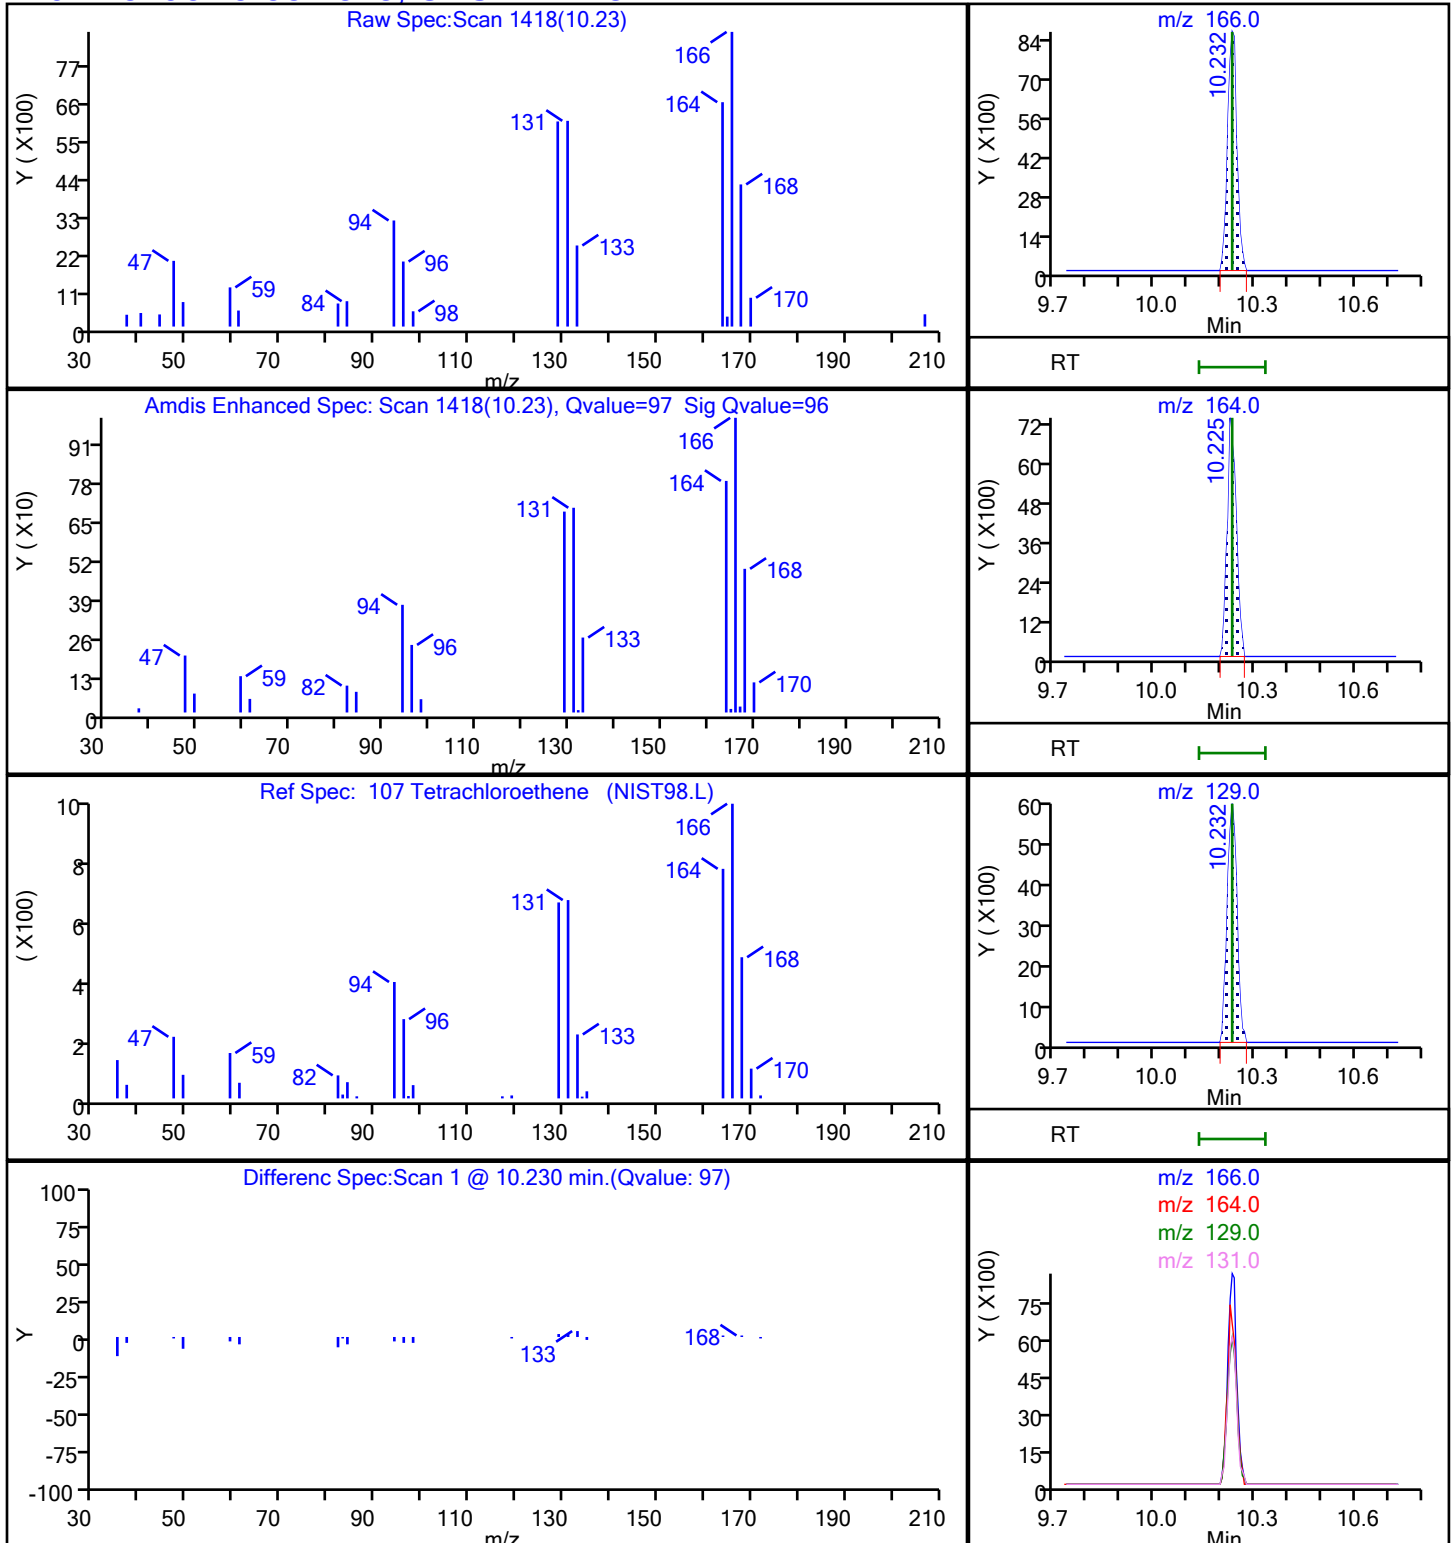 Raw Spec:Scan 1418(10.23)
Y ( X100)
77
66
55
44
33
22
11
0
166
164
131
168
94
133
47
96
59
84
98
170
30 50 70 90 110 130 150 170 190 210
m/z
m/z 166.0
Y ( X100)
84
70
56
42
28
14
0
10.232
9.7 10.0 10.3 10.6
Min
RT
Amdis Enhanced Spec: Scan 1418(10.23), Qvalue=97 Sig Qvalue=96
Y ( X10)
91
78
65
52
39
26
13
0
166
164
131
168
94
133
47
96
59
82
170
30 50 70 90 110 130 150 170 190 210
m/z
m/z 164.0
Y ( X100)
72
60
48
36
24
12
0
10.225
9.7 10.0 10.3 10.6
Min
RT
Ref Spec: 107 Tetrachloroethene (NIST98.L)
( X100)
10
8
6
4
2
0
166
164
131
168
94
96
47
133
59
82
170
30 50 70 90 110 130 150 170 190 210
m/z 129.0
Y ( X100)
60
50
40
30
20
10
0
10.232
9.7 10.0 10.3 10.6
Min
RT
Differenc Spec:Scan 1 @ 10.230 min.(Qvalue: 97)
Y
100
75
50
25
0
-25
-50
-75
-100
133
168
30 50 70 90 110 130 150 170 190 210
m/z
m/z 166.0
m/z 164.0
m/z 129.0
m/z 131.0
Y ( X100)
75
60
45
30
15
0
9.7 10.0 10.3 10.6
Min